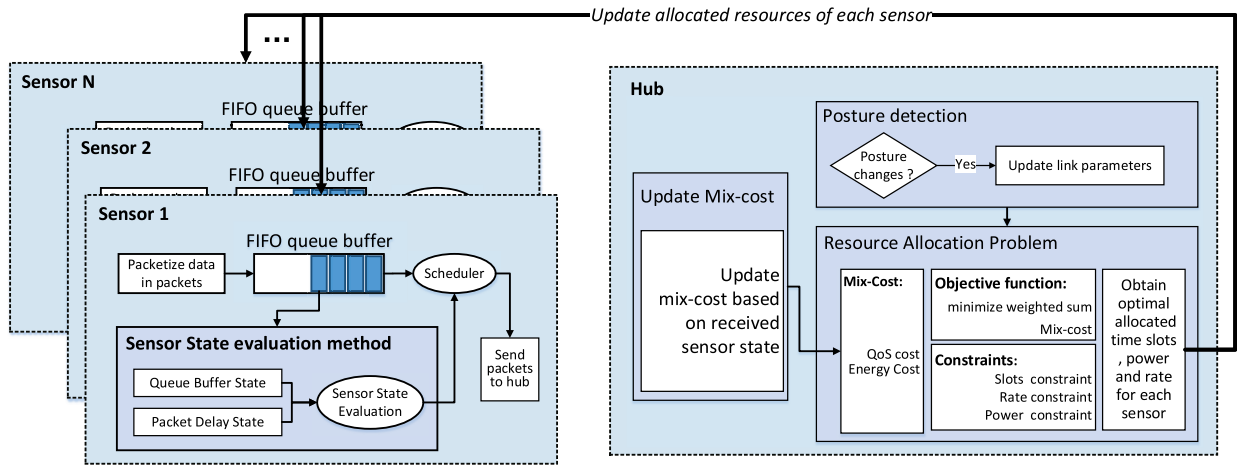 Update allocated resources of each sensor
...
Sensor N
FIFO queue buffer
Sensor 2
FIFO queue buffer
Sensor 1
FIFO queue buffer
Packetize data
in packets
Scheduler
Sensor State evaluation method
Queue Buffer State
Packet Delay State
Sensor State
Evaluation
Send
packets
to hub
Hub
Posture detection
Posture
changes ?
Yes
Update link parameters
Update Mix-cost
Update
mix-cost based
on received
sensor state
Resource Allocation Problem
Mix-Cost:
QoS cost
Energy Cost
Objective function:
minimize weighted sum
Mix-cost
Constraints:
Slots constraint
Rate constraint
Power constraint
Obtain
optimal
allocated
time slots
, power
and rate
for each
sensor